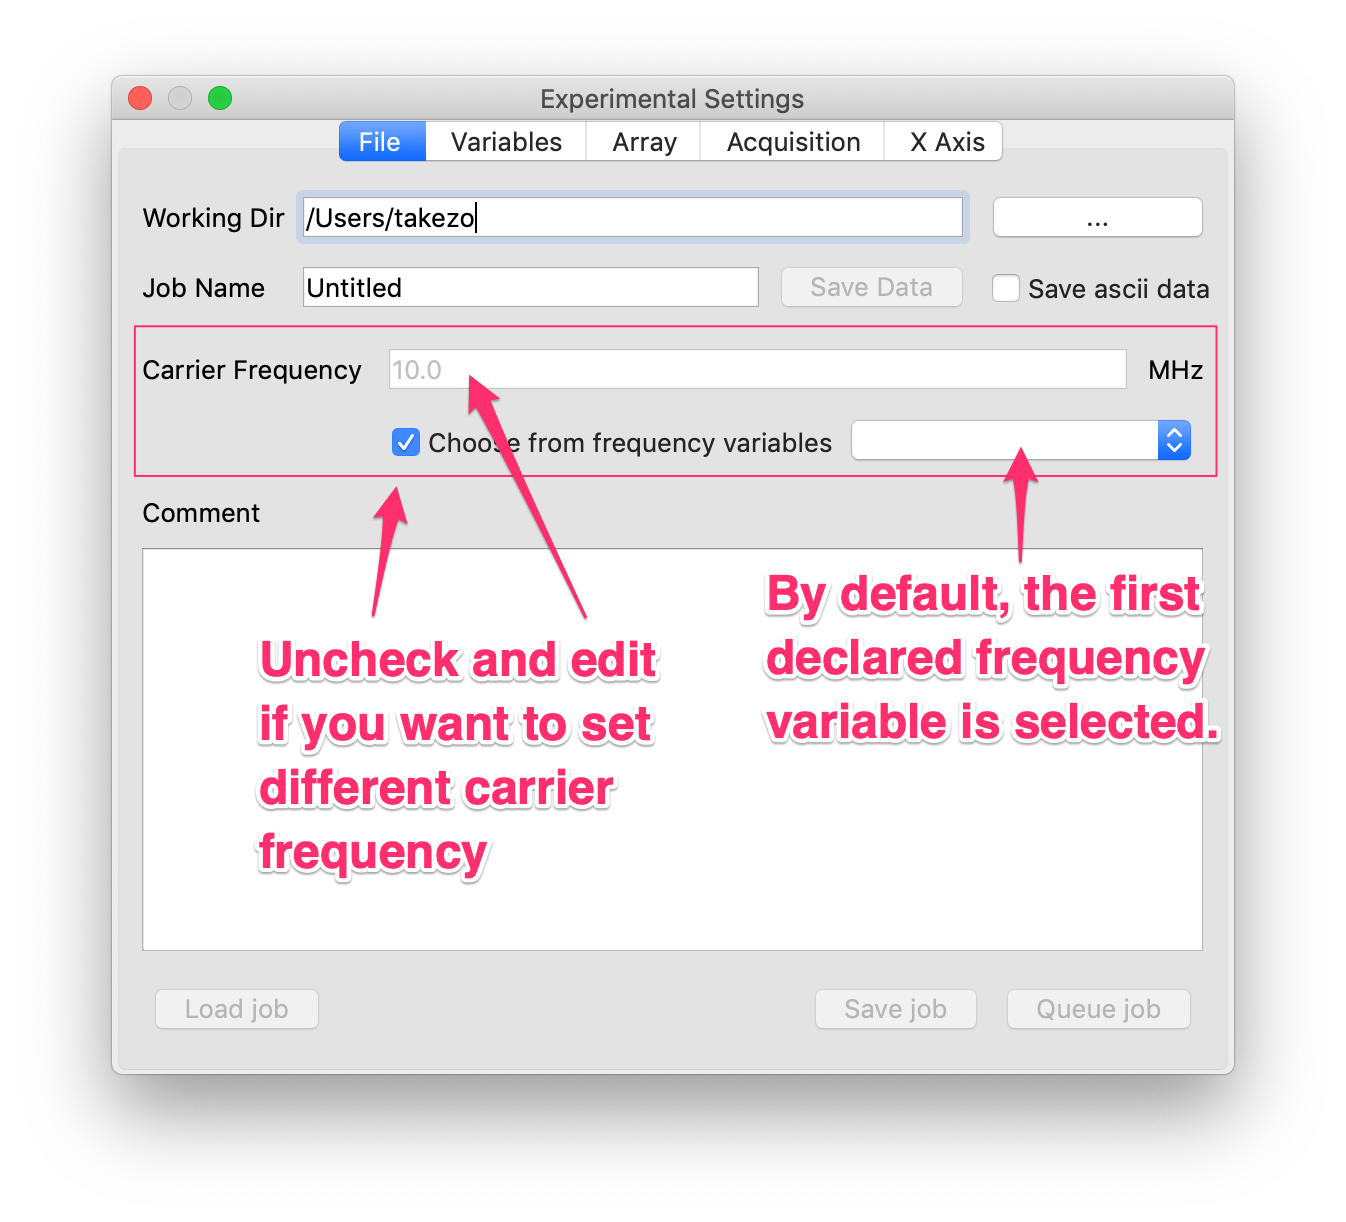 Experimental Settings
File Variables Array Acquisition X Axis
Working Dir /Users/takezo ...
Job Name Untitled Save Data Save ascii data
Carrier Frequency 10.0 MHz
Choose from frequency variables
Comment
Uncheck and edit
if you want to set
different carrier
frequency
By default, the first
declared frequency
variable is selected.
Load job Save job Queue job